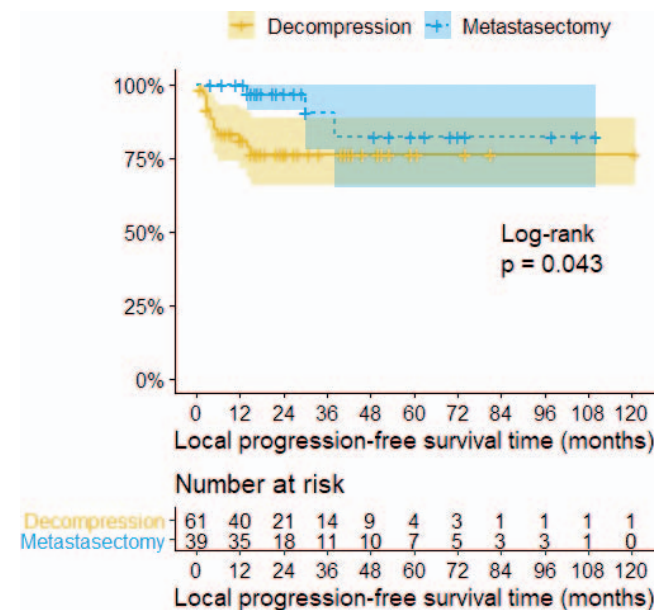 Decompression Metastasectomy
100%
75%
50%
25%
0%
Log-rank
p = 0.043
0 12 24 36 48 60 72 84 96 108 120
Local progression-free survival time (months)
Number at risk
Decompression 61 40 21 14 9 4 3 1 1 1 1
Metastasectomy 39 35 18 11 10 7 5 3 3 1 0
0 12 24 36 48 60 72 84 96 108 120
Local progression-free survival time (months)